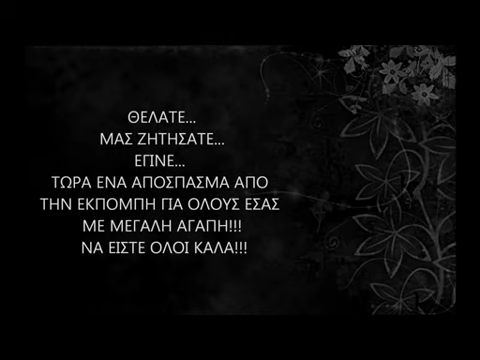 ΘΕΛΑΤΕ...
ΜΑΣ ΖΗΤΗΣΑΤΕ...
ΕΓΙΝΕ...
ΤΩΡΑ ΕΝΑ ΑΠΟΣΠΑΣΜΑ ΑΠΟ
ΤΗΝ ΕΚΠΟΜΠΗ ΓΙΑ ΟΛΟΥΣ ΕΣΑΣ
ΜΕ ΜΕΓΑΛΗ ΑΓΑΠΗ!!!
ΝΑ ΕΙΣΤΕ ΟΛΟΙ ΚΑΛΑ!!!